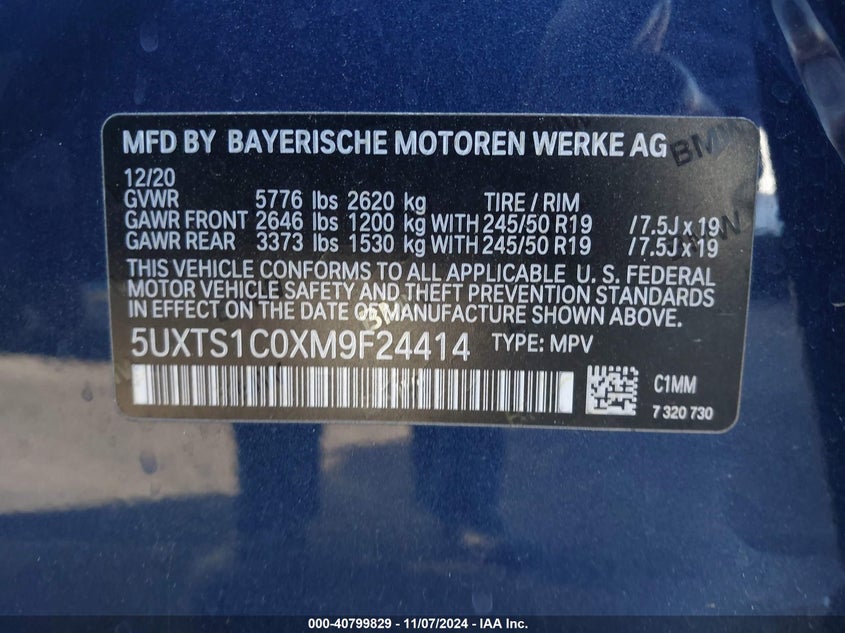 MFD BY BAYERISCHE MOTOREN WERKE AG
12/20
GVWR 5776 lbs 2620 kg TIRE / RIM
GAWR FRONT 2646 lbs 1200 kg WITH 245/50 R19 /7.5J x 19
GAWR REAR 3373 lbs 1530 kg WITH 245/50 R19 /7.5J x 19
THIS VEHICLE CONFORMS TO ALL APPLICABLE U. S. FEDERAL
MOTOR VEHICLE SAFETY AND THEFT PREVENTION STANDARDS
IN EFFECT ON THE DATE OF MANUFACTURE SHOWN ABOVE.
5UXTS1C0XM9F24414 TYPE: MPV
C1MM
7 320 730
000-40799829 - 11/07/2024 - IAAI.COM